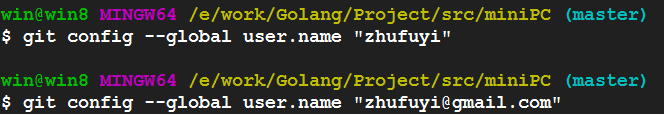 win@win8 MINGW64 /e/work/Golang/Project/src/miniPC (master)
$ git config --global user.name "zhufuyi"
win@win8 MINGW64 /e/work/Golang/Project/src/miniPC (master)
$ git config --global user.name "zhufuyi@gmail.com"